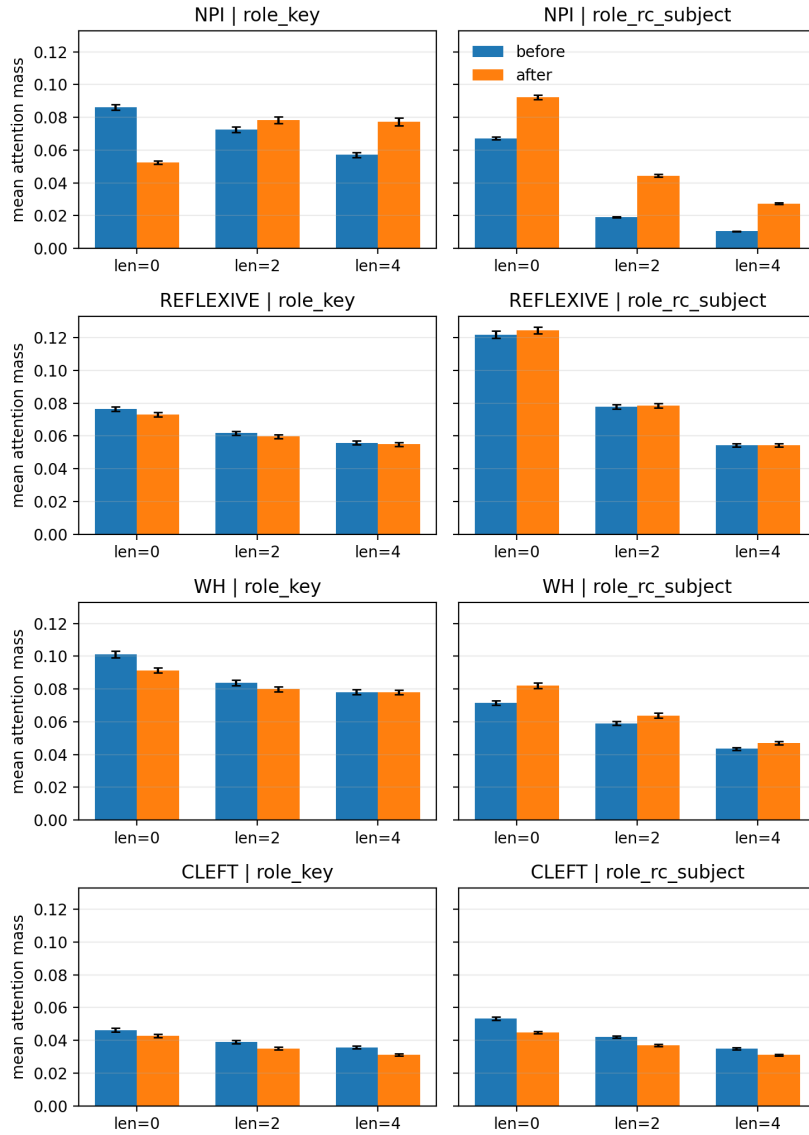 NPI | role_key
NPI | role_rc_subject
mean attention mass
0.12
0.10
0.08
0.06
0.04
0.02
0.00
before
after
len=0
len=2
len=4
len=0
len=2
len=4
REFLEXIVE | role_key
REFLEXIVE | role_rc_subject
mean attention mass
0.12
0.10
0.08
0.06
0.04
0.02
0.00
len=0
len=2
len=4
len=0
len=2
len=4
WH | role_key
WH | role_rc_subject
mean attention mass
0.12
0.10
0.08
0.06
0.04
0.02
0.00
len=0
len=2
len=4
len=0
len=2
len=4
CLEFT | role_key
CLEFT | role_rc_subject
mean attention mass
0.12
0.10
0.08
0.06
0.04
0.02
0.00
len=0
len=2
len=4
len=0
len=2
len=4